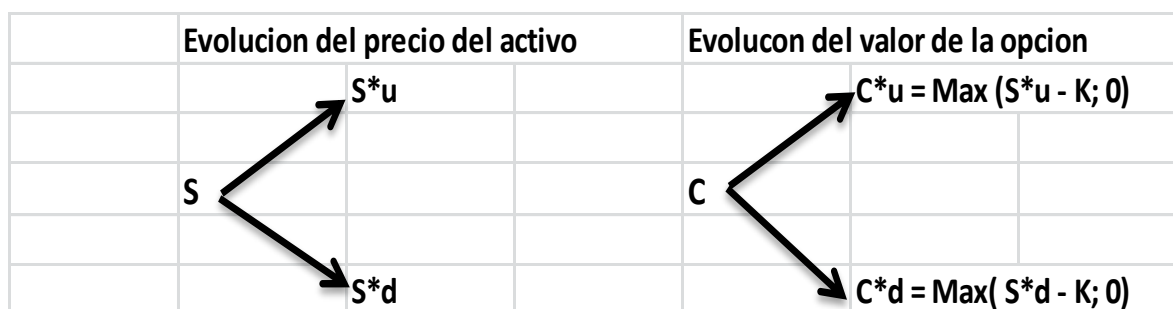 Evolucion del precio del activo
Evolucon del valor de la opcion
S*u
C*u = Max (S*u - K; 0)
S
C
S*d
C*d = Max( S*d - K; 0)